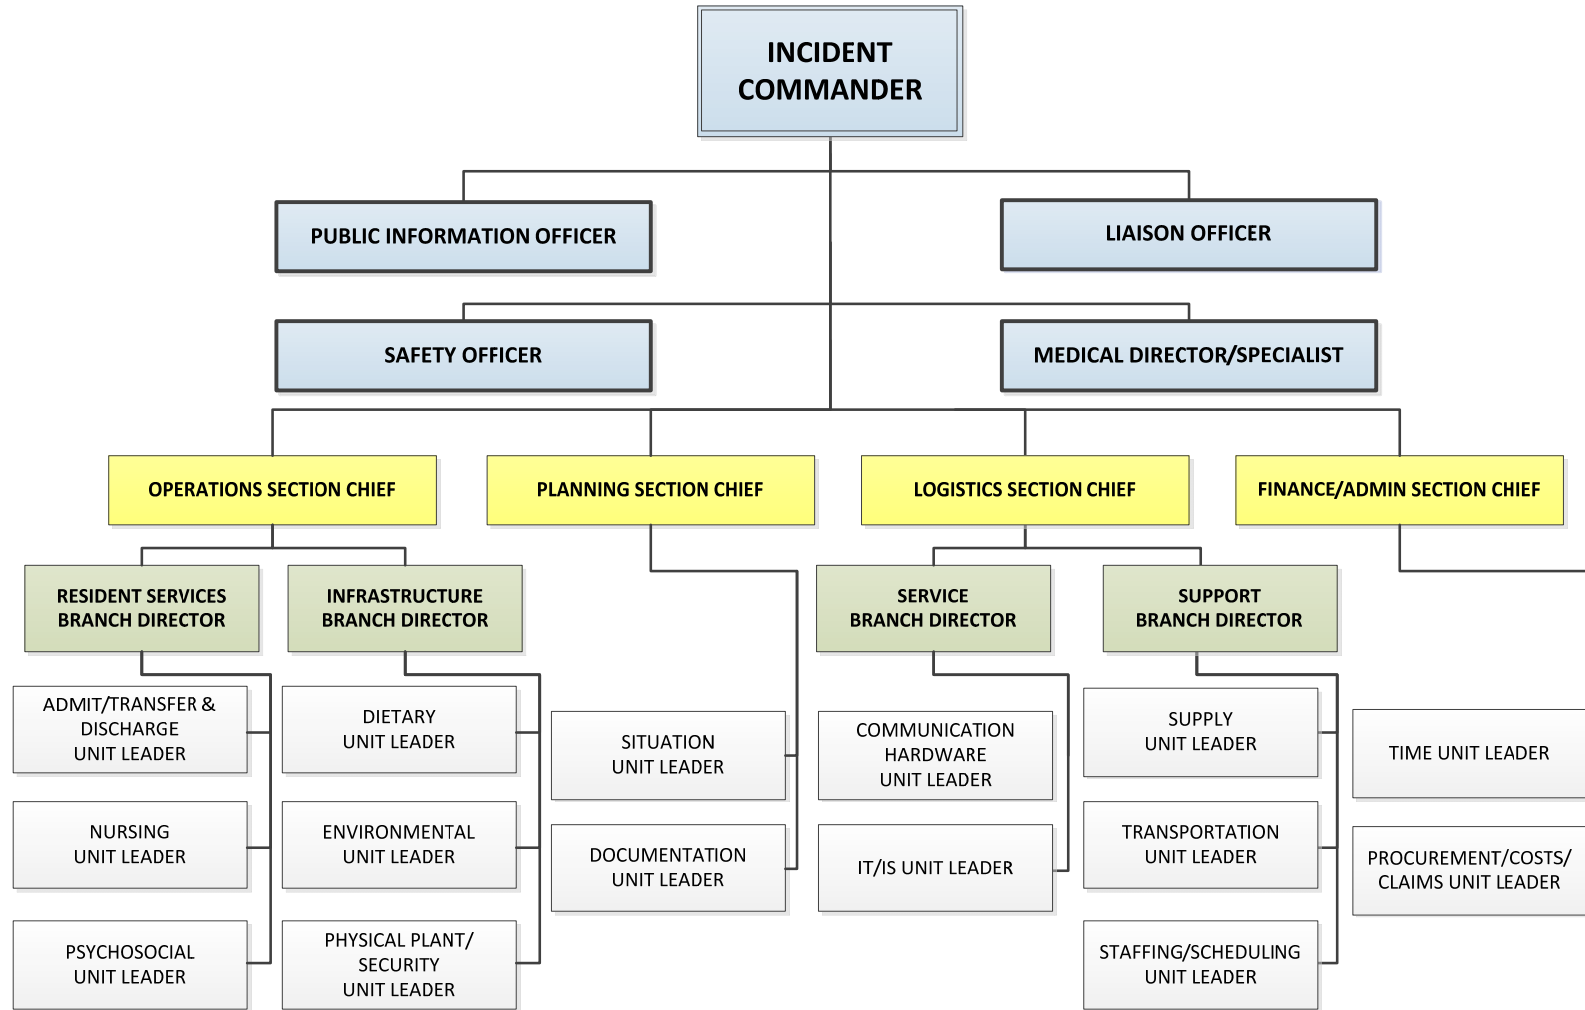 INCIDENT
COMMANDER
PUBLIC INFORMATION OFFICER
LIAISON OFFICER
SAFETY OFFICER
MEDICAL DIRECTOR/SPECIALIST
OPERATIONS SECTION CHIEF
PLANNING SECTION CHIEF
LOGISTICS SECTION CHIEF
FINANCE/ADMIN SECTION CHIEF
RESIDENT SERVICES
BRANCH DIRECTOR
INFRASTRUCTURE
BRANCH DIRECTOR
SERVICE
BRANCH DIRECTOR
SUPPORT
BRANCH DIRECTOR
ADMIT/TRANSFER &
DISCHARGE
UNIT LEADER
DIETARY
UNIT LEADER
SITUATION
UNIT LEADER
COMMUNICATION
HARDWARE
UNIT LEADER
SUPPLY
UNIT LEADER
TIME UNIT LEADER
NURSING
UNIT LEADER
ENVIRONMENTAL
UNIT LEADER
DOCUMENTATION
UNIT LEADER
IT/IS UNIT LEADER
TRANSPORTATION
UNIT LEADER
PROCUREMENT/COSTS/
CLAIMS UNIT LEADER
PSYCHOSOCIAL
UNIT LEADER
PHYSICAL PLANT/
SECURITY
UNIT LEADER
STAFFING/SCHEDULING
UNIT LEADER